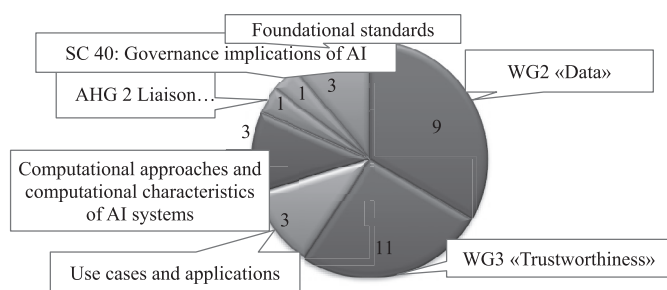 Foundational standards
SC 40: Governance implications of AI
WG2 «Data»
AHG 2 Liaison…
3
1
1
9
3
Computational approaches and
computational characteristics
of AI systems
3
11
WG3 «Trustworthiness»
Use cases and applications